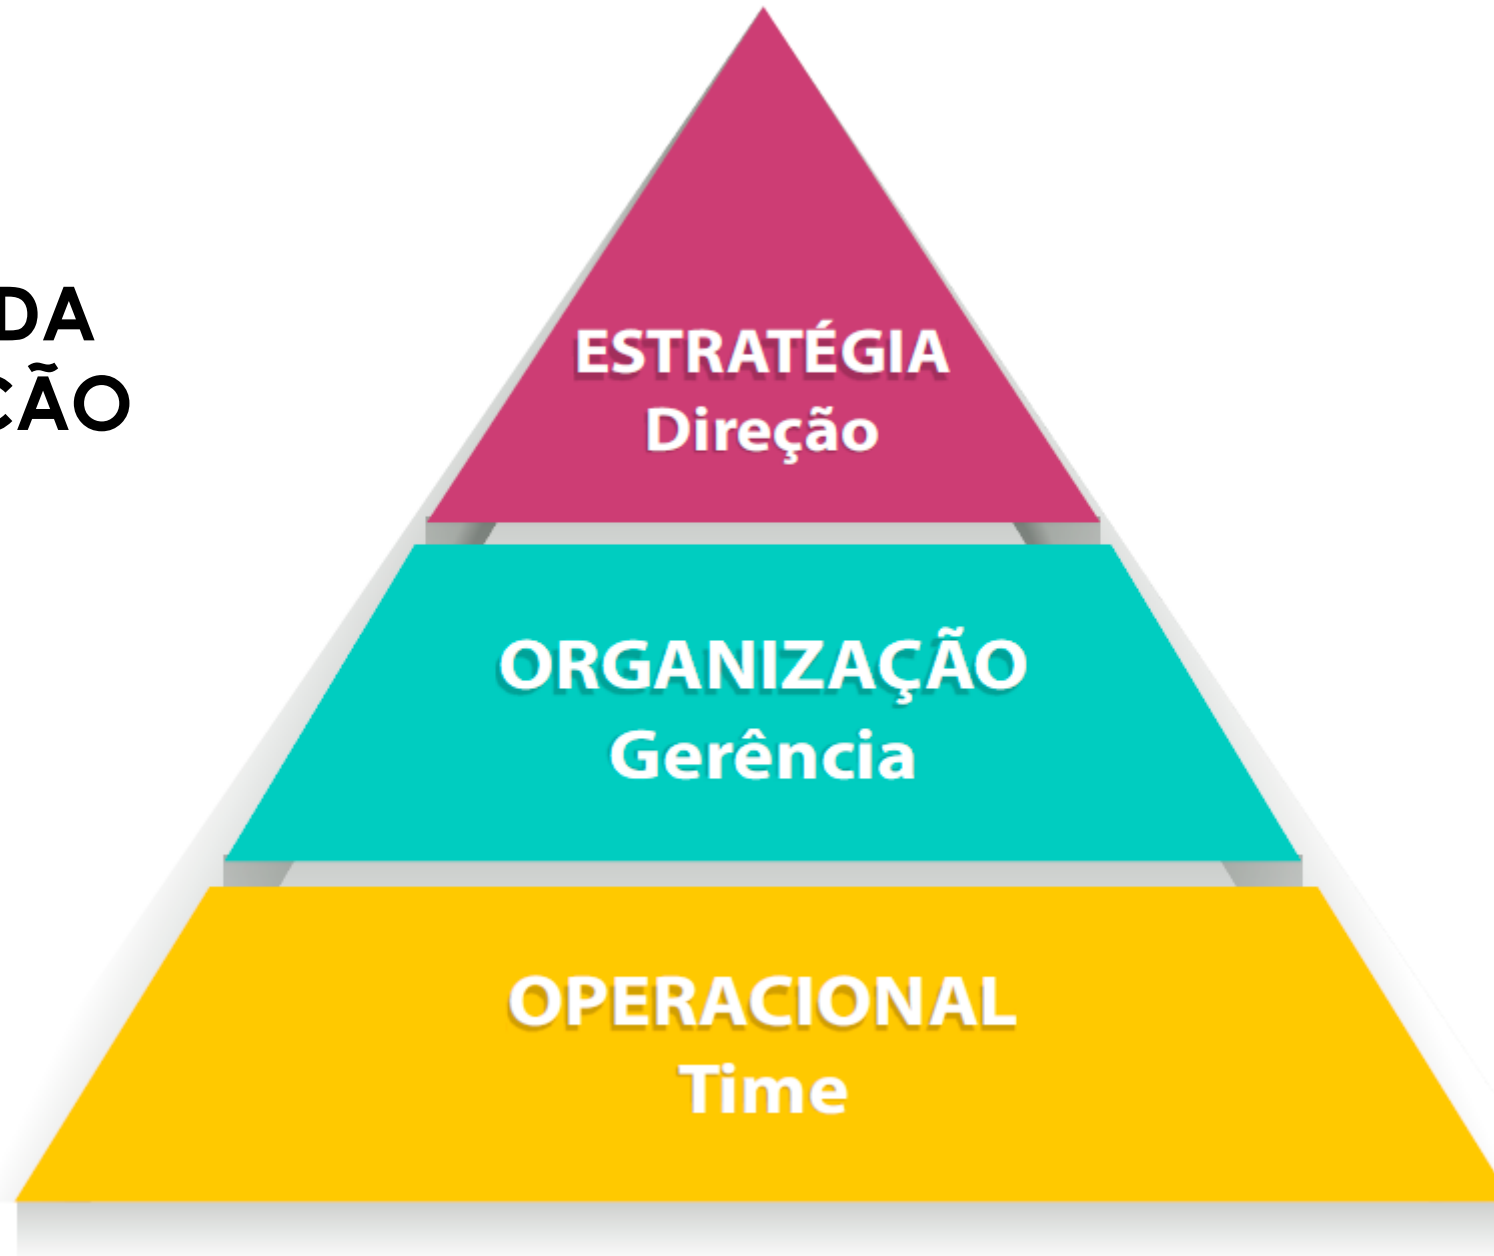 DA
ÇÃO
ESTRATÉGIA
Direção
ORGANIZAÇÃO
Gerência
OPERACIONAL
Time